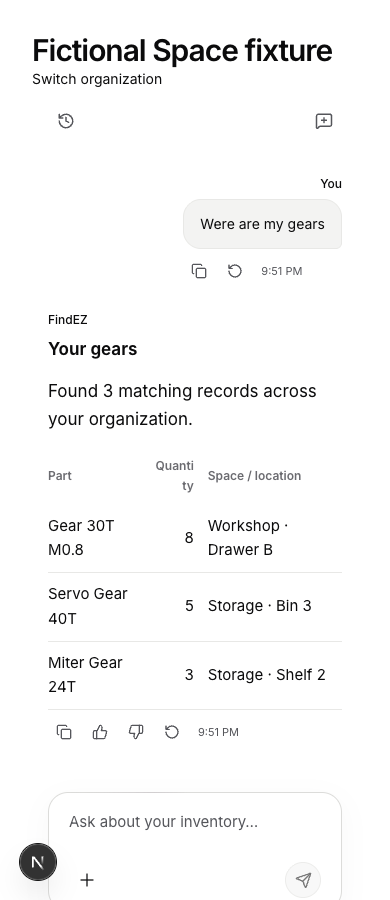 Fictional Space fixture
Switch organization
You
Were are my gears
9:51 PM
FindEZ
Your gears
Found 3 matching records across
your organization.
Part Quanti
ty Space / location
Gear 30T
M0.8 8 Workshop ·
Drawer B
Servo Gear
40T 5 Storage · Bin 3
Miter Gear
24T 3 Storage · Shelf 2
9:51 PM
Ask about your inventory...
N